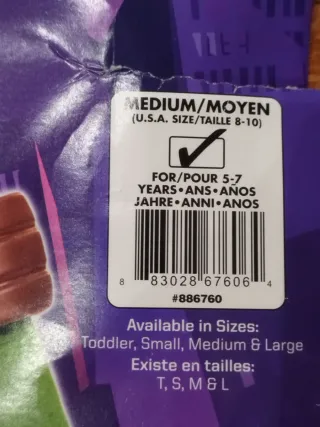 MEDIUM/MOYEN
(U.S.A. SIZE/TAILLE 8-10)
FOR/POUR 5-7
YEARS•ANS•AÑOS
JAHRE•ANNI•ANOS
8 83028 67606 4
#886760
Available in Sizes:
Toddler, Small, Medium & Large
Existe en tailles:
T, S, M & L